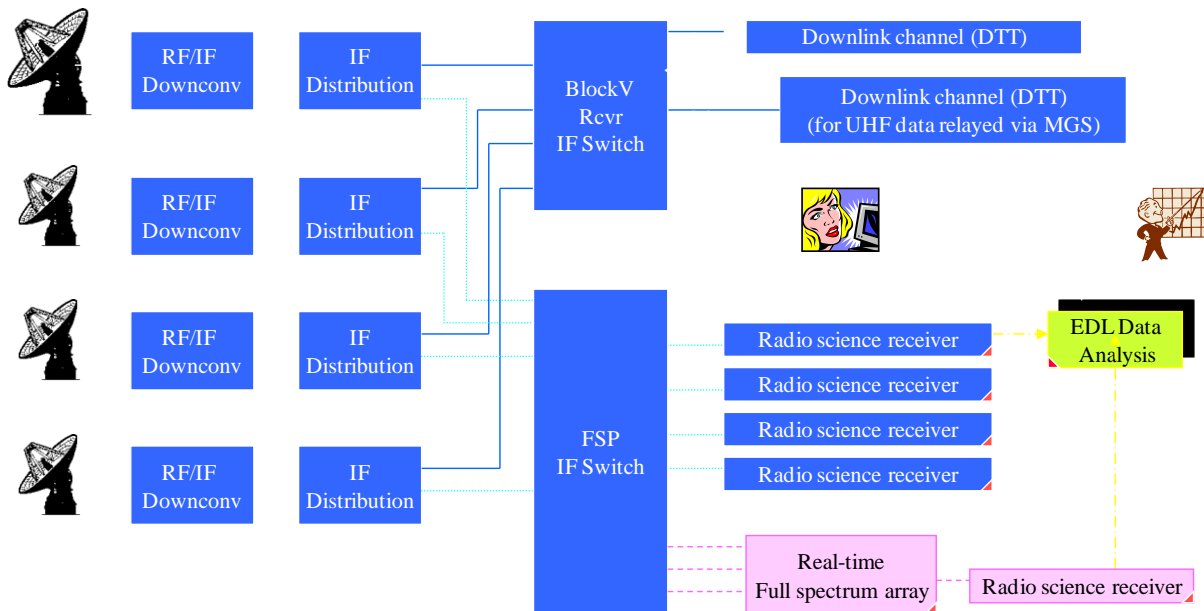 RF/IF
Downconv
IF
Distribution
BlockV
Rcvr
IF Switch
Downlink channel (DTT)
Downlink channel (DTT)
(for UHF data relayed via MGS)
RF/IF
Downconv
IF
Distribution
RF/IF
Downconv
IF
Distribution
RF/IF
Downconv
IF
Distribution
FSP
IF Switch
Radio science receiver
Radio science receiver
Radio science receiver
Radio science receiver
EDL Data
Analysis
Real-time
Full spectrum array
Radio science receiver